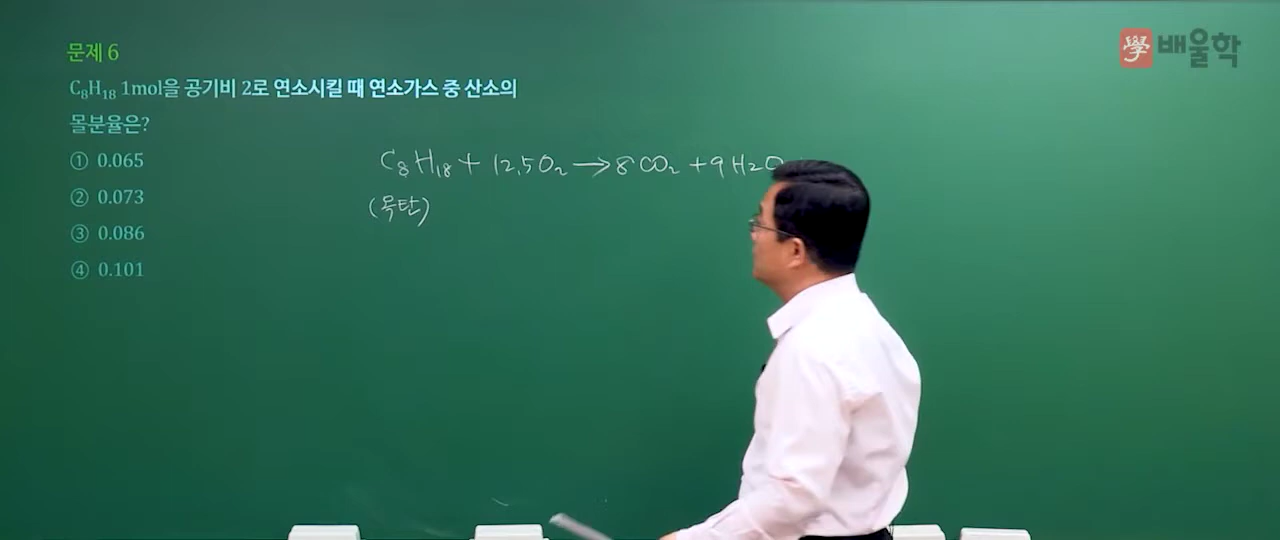 문제 6
C₈H₁₈ 1mol을 공기비 2로 연소시킬 때 연소가스 중 산소의
몰분율은?
① 0.065
② 0.073
③ 0.086
④ 0.101
C₈H₁₈ + 12.5O₂ → 8CO₂ + 9H₂O
(옥탄)
學 배울학